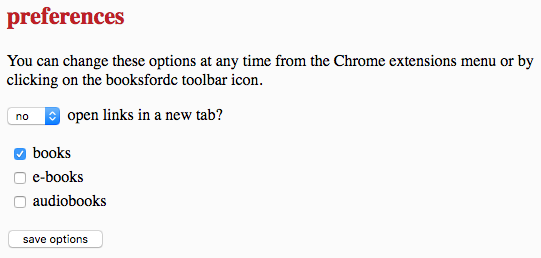 preferences
You can change these options at any time from the Chrome extensions menu or by
clicking on the booksfordc toolbar icon.
no open links in a new tab?
books
e-books
audiobooks
save options